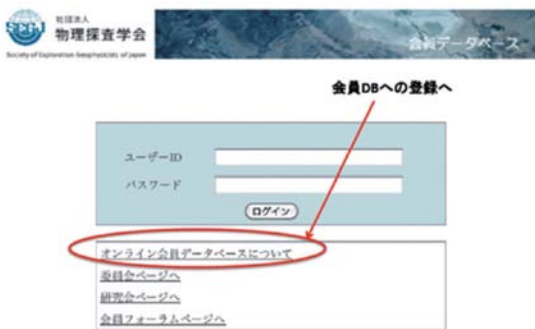 SEGJ
社団法人
物理探査学会
Society of Exploration Geophysicists of Japan
会員データベース
会員DBへの登録へ
ユーザーID
パスワード
ログイン
オンライン会員データベースについて
委員会ページへ
研究会ページへ
会員フォーラムページへ